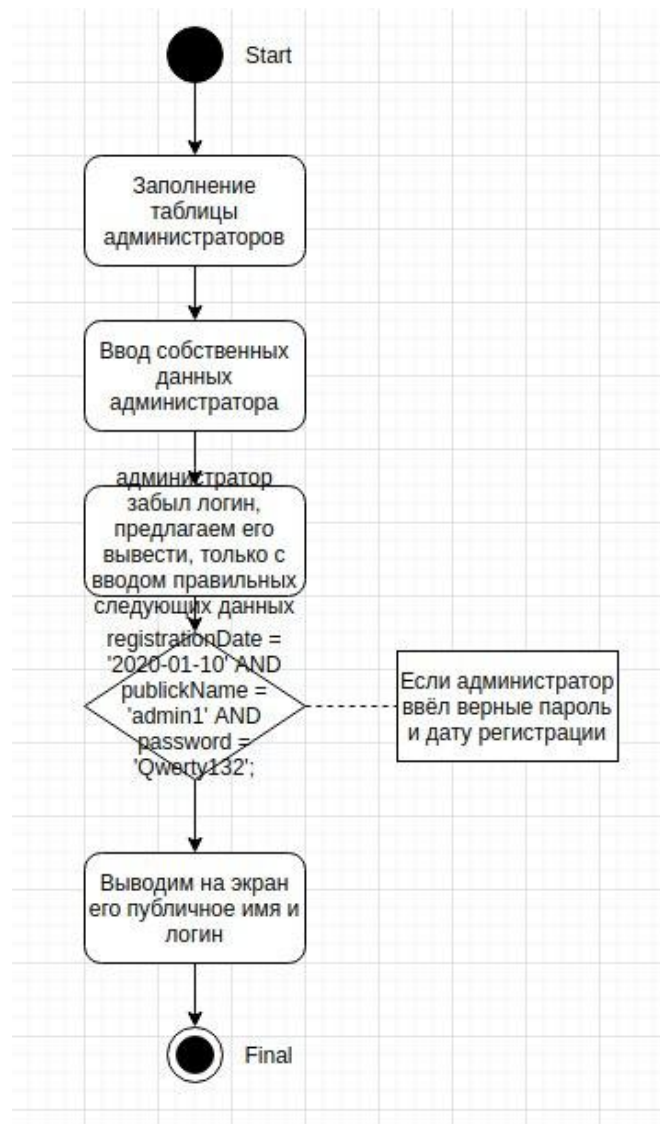 Start
Заполнение
таблицы
администраторов
Ввод собственных
данных
администратора
администратор
забыл логин,
предлагаем его
вывести, только с
вводом правильных
следующих данных
registrationDate =
'2020-01-10' AND
publickName =
'admin1' AND
password =
'Qwerty132';
Если администратор
ввёл верные пароль
и дату регистрации
Выводим на экран
его публичное имя и
логин
Final